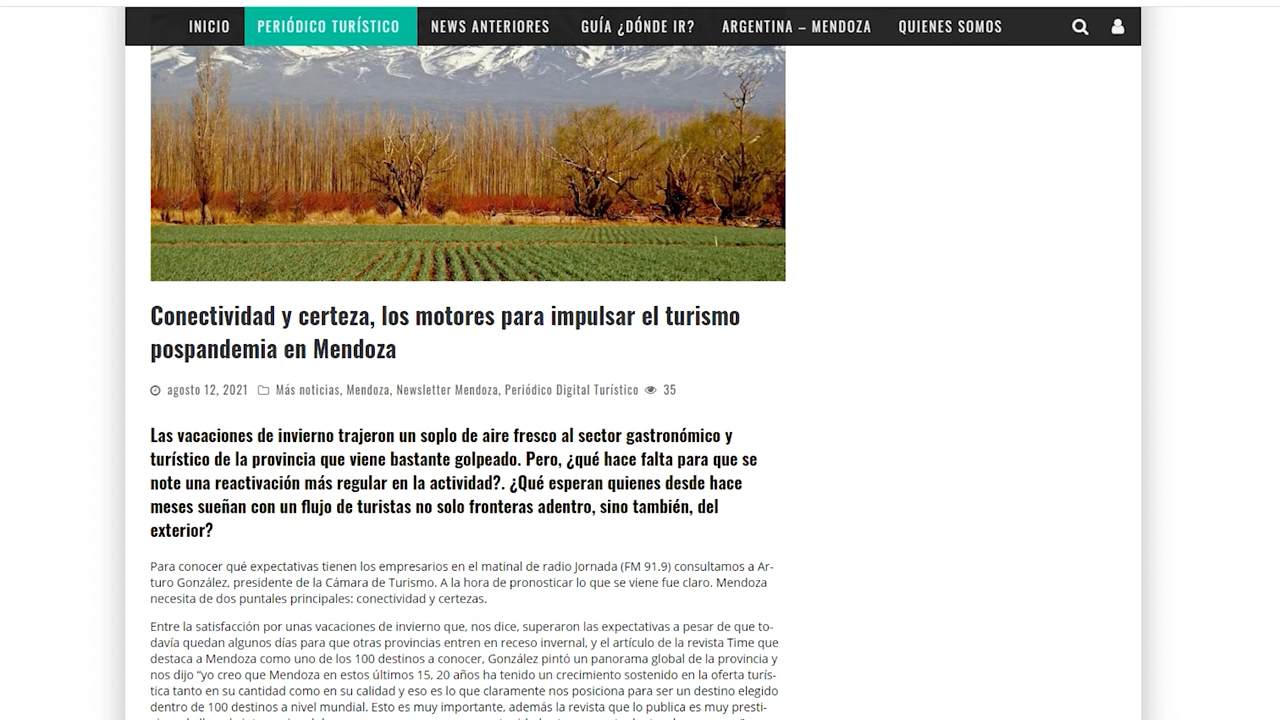 INICIO PERIÓDICO TURÍSTICO NEWS ANTERIORES GUÍA ¿DÓNDE IR? ARGENTINA – MENDOZA QUIENES SOMOS
Conectividad y certeza, los motores para impulsar el turismo
pospandemia en Mendoza
agosto 12, 2021 Más noticias, Mendoza, Newsletter Mendoza, Periódico Digital Turístico 35
Las vacaciones de invierno trajeron un soplo de aire fresco al sector gastronómico y
turístico de la provincia que viene bastante golpeado. Pero, ¿qué hace falta para que se
note una reactivación más regular en la actividad?. ¿Qué esperan quienes desde hace
meses sueñan con un flujo de turistas no solo fronteras adentro, sino también, del
exterior?
Para conocer qué expectativas tienen los empresarios en el matinal de radio Jornada (FM 91.9) consultamos a Ar-
turo González, presidente de la Cámara de Turismo. A la hora de pronosticar lo que se viene fue claro. Mendoza
necesita de dos puntales principales: conectividad y certezas.
Entre la satisfacción por unas vacaciones de invierno que, nos dice, superaron las expectativas a pesar de que to-
davía quedan algunos días para que otras provincias entren en receso invernal, y el artículo de la revista Time que
destaca a Mendoza como uno de los 100 destinos a conocer, González pintó un panorama global de la provincia y
nos dijo "yo creo que Mendoza en estos últimos 15, 20 años ha tenido un crecimiento sostenido en la oferta turís-
tica tanto en su cantidad como en su calidad y eso es lo que claramente nos posiciona para ser un destino elegido
dentro de 100 destinos a nivel mundial. Esto es muy importante, además la revista que lo publica es muy presti-